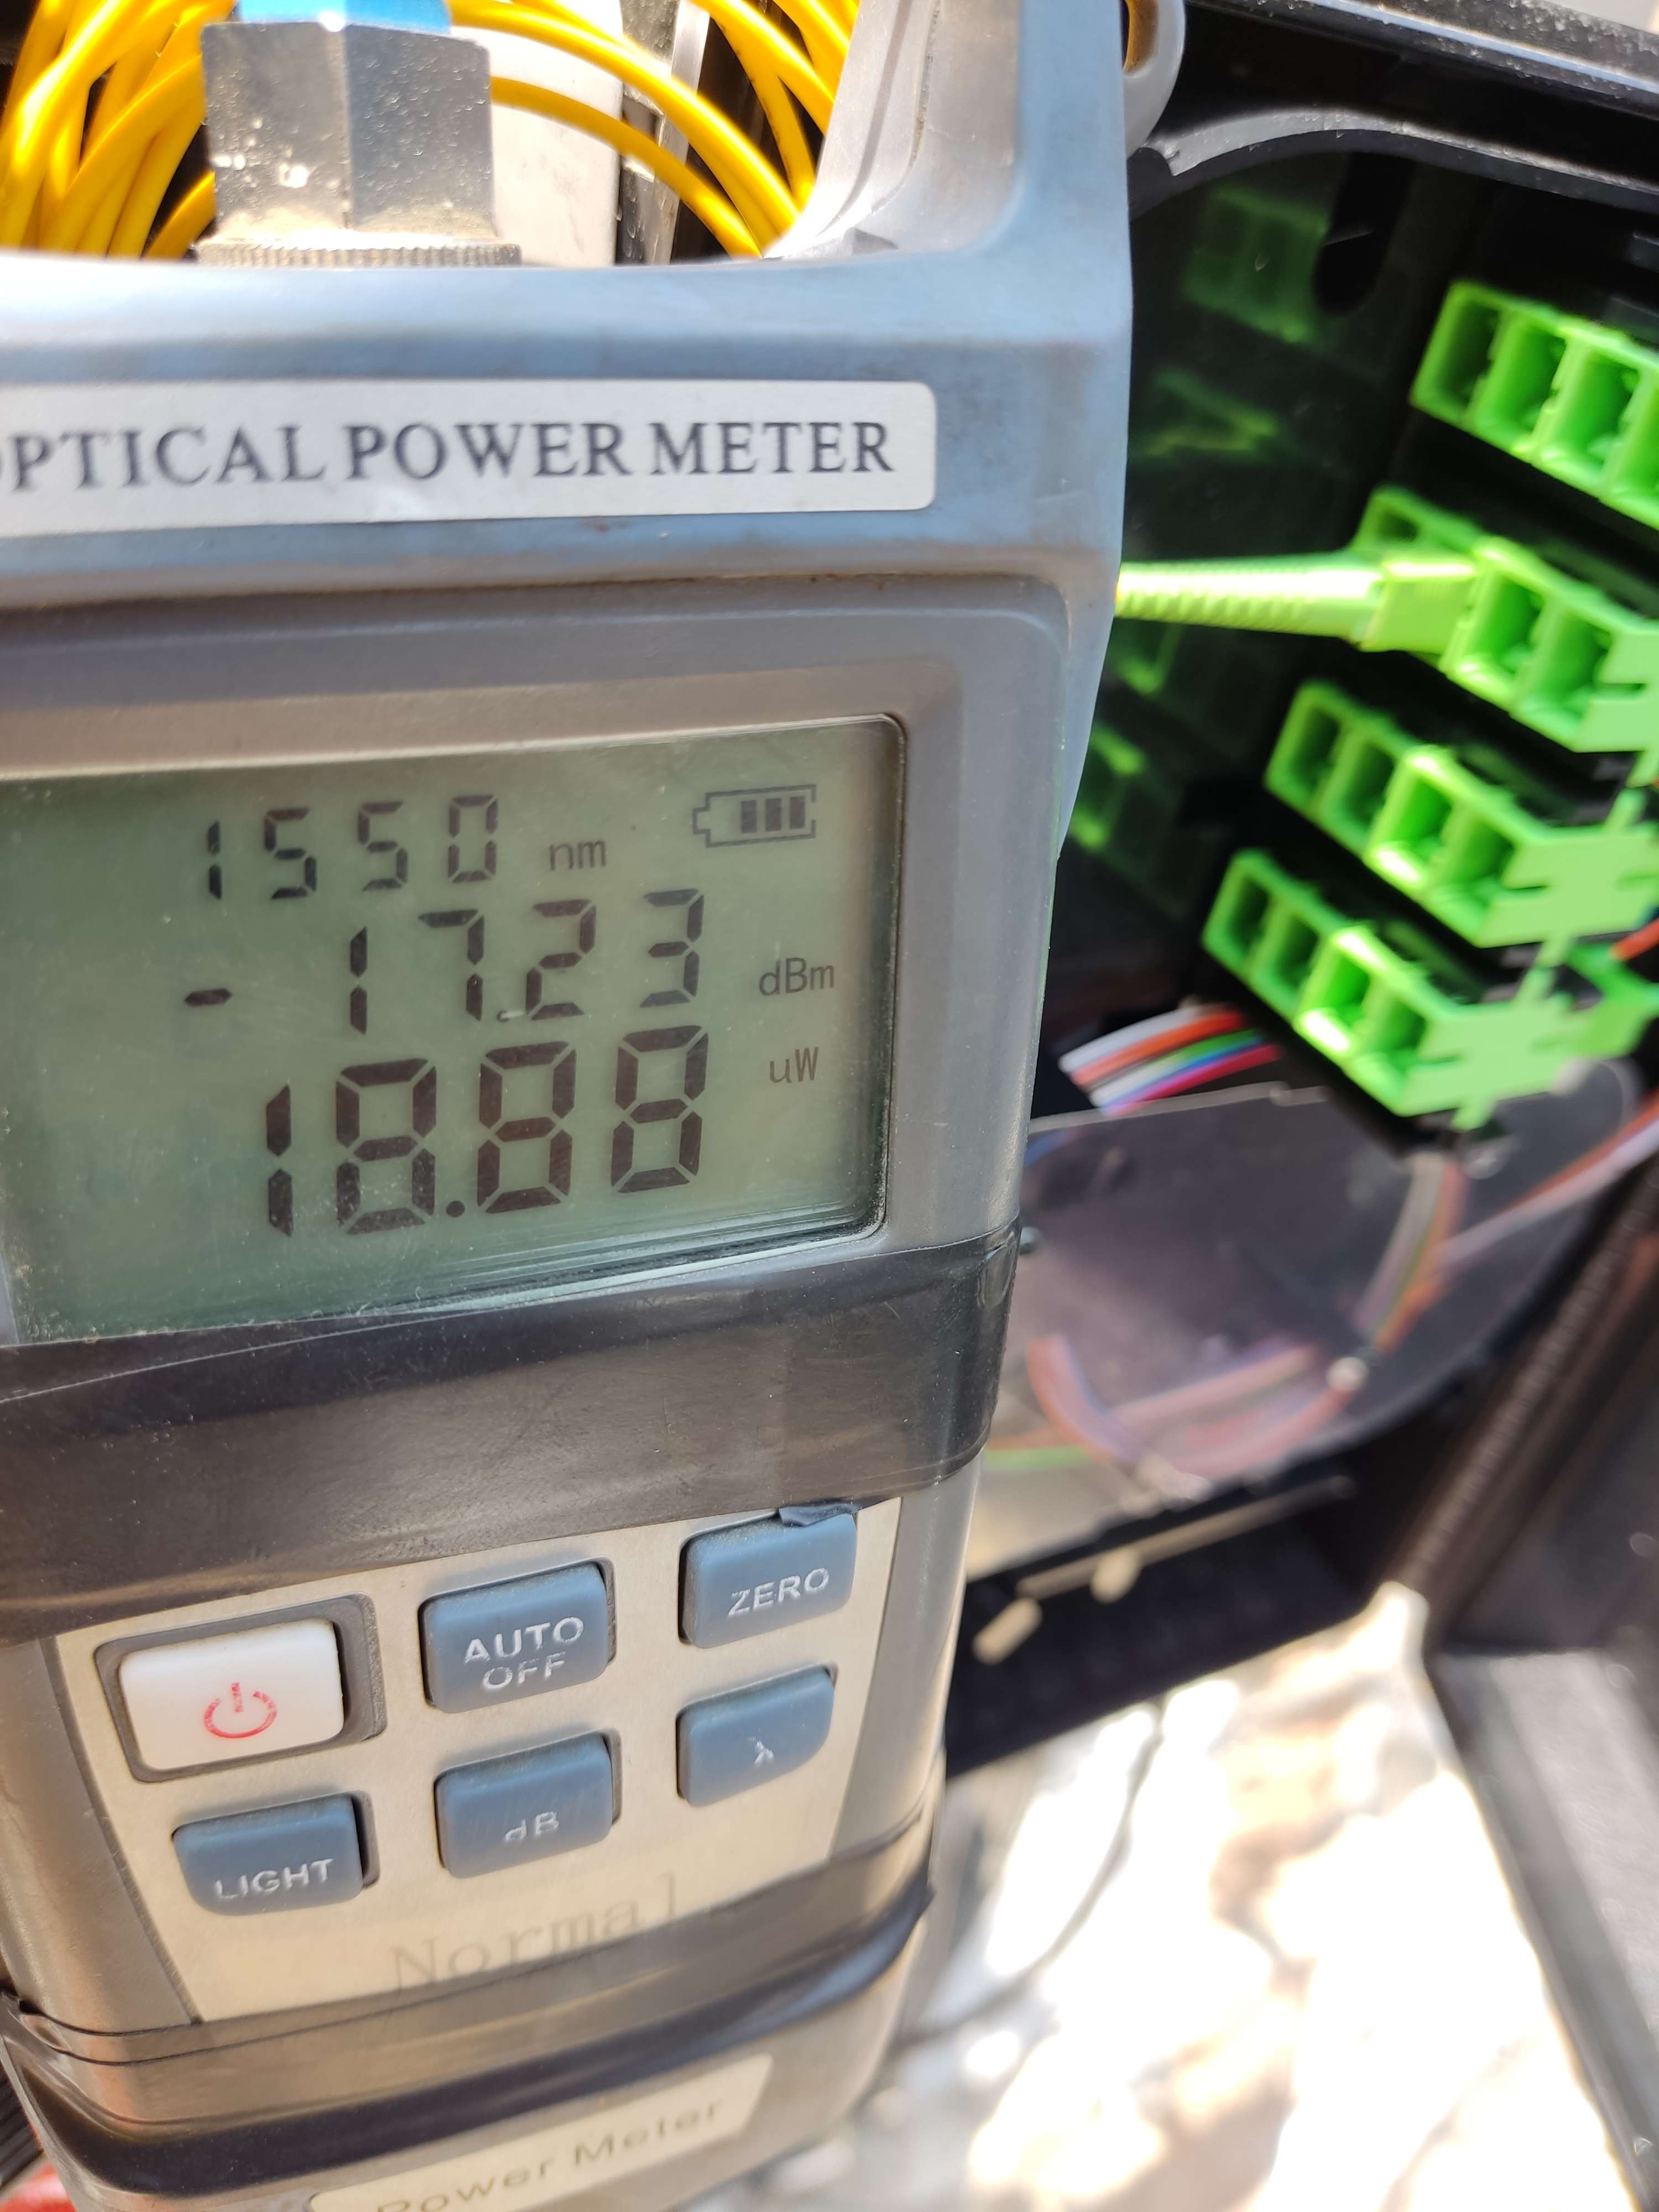 OPTICAL POWER METER
1550 nm
-17.23 dBm
18.88 uW
AUTO OFF
ZERO
LIGHT
dB
λ
Normal
Power Meter